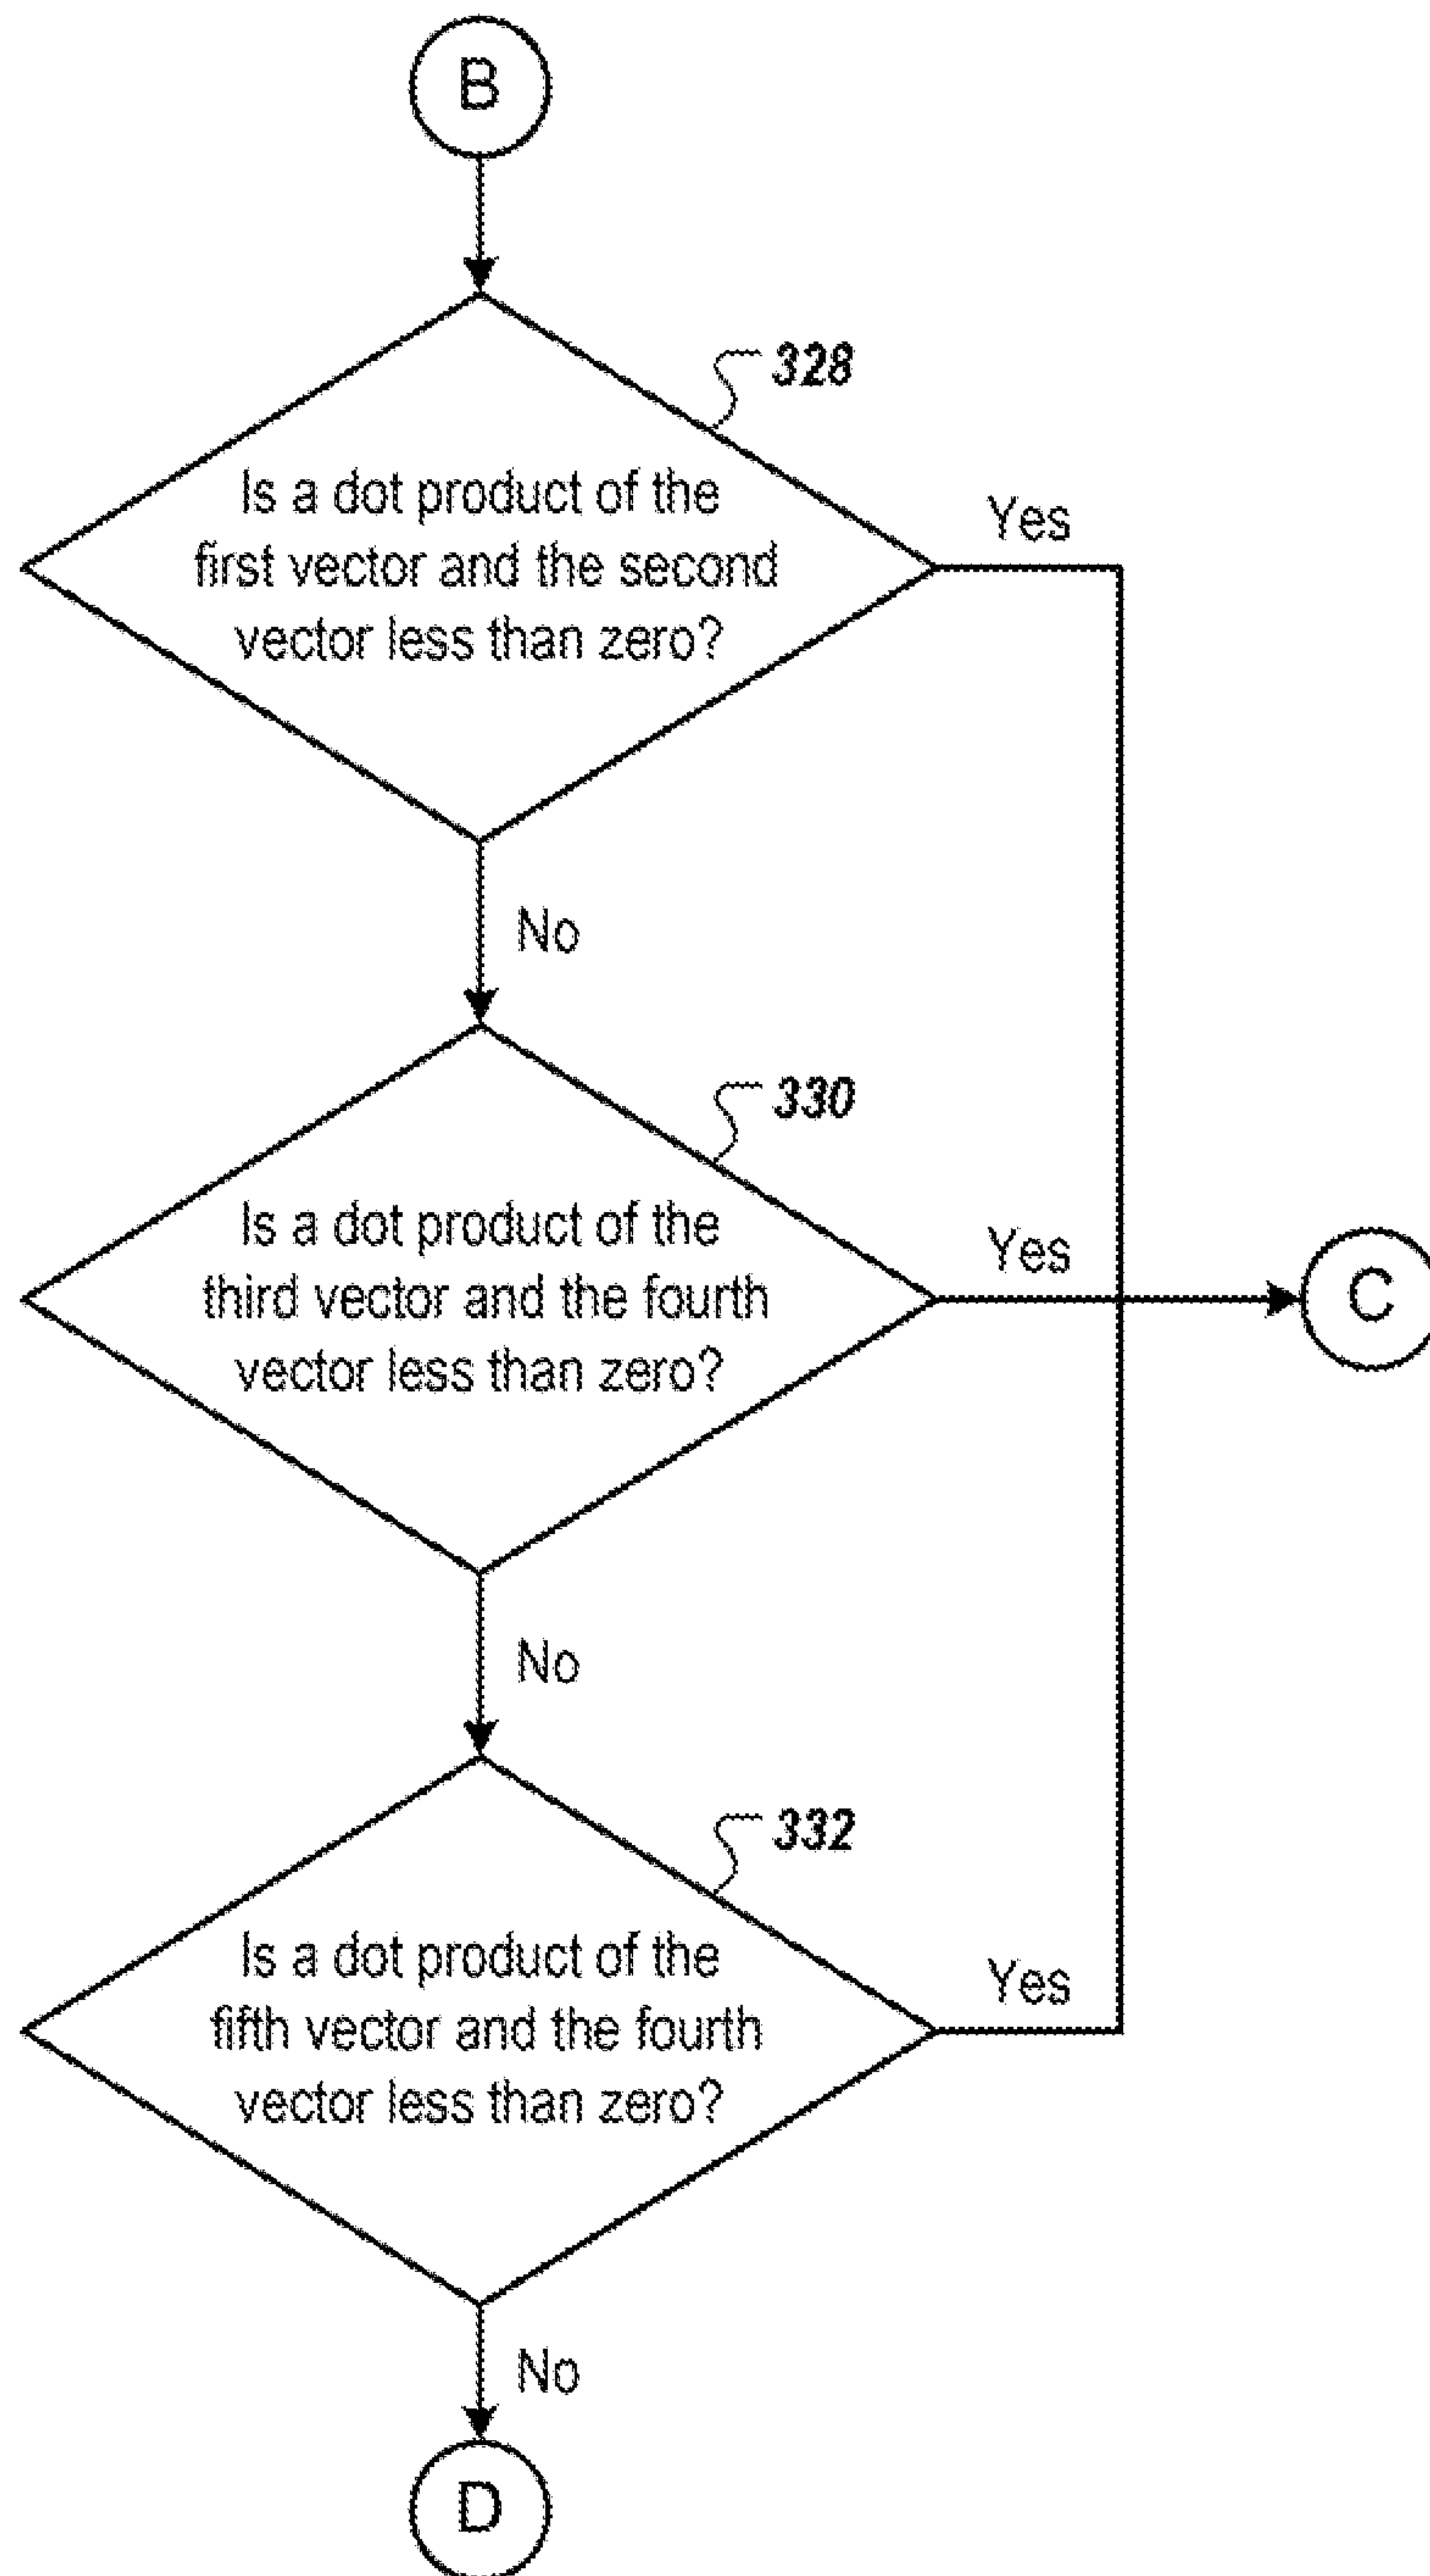 B
328
Is a dot product of the
first vector and the second
vector less than zero?
Yes
No
330
Is a dot product of the
third vector and the fourth
vector less than zero?
Yes
C
No
332
Is a dot product of the
fifth vector and the fourth
vector less than zero?
Yes
No
D